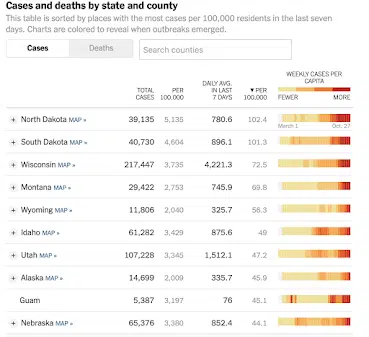 Cases and deaths by state and county
This table is sorted by places with the most cases per 100,000 residents in the last seven
days. Charts are colored to reveal when outbreaks emerged.
Cases Deaths Search counties
WEEKLY CASES PER
CAPITA
TOTAL
CASES PER
100,000 DAILY AVG.
IN LAST
7 DAYS ▼ PER
100,000 FEWER MORE
+ North Dakota MAP » 39,135 5,135 780.6 102.4
March 1 Oct. 27
+ South Dakota MAP » 40,730 4,604 896.1 101.3
+ Wisconsin MAP » 217,447 3,735 4,221.3 72.5
+ Montana MAP » 29,422 2,753 745.9 69.8
+ Wyoming MAP » 11,806 2,040 325.7 56.3
+ Idaho MAP » 61,282 3,429 875.6 49
+ Utah MAP » 107,228 3,345 1,512.1 47.2
+ Alaska MAP » 14,699 2,009 335.7 45.9
Guam 5,387 3,197 76 45.1
+ Nebraska MAP » 65,376 3,380 852.4 44.1